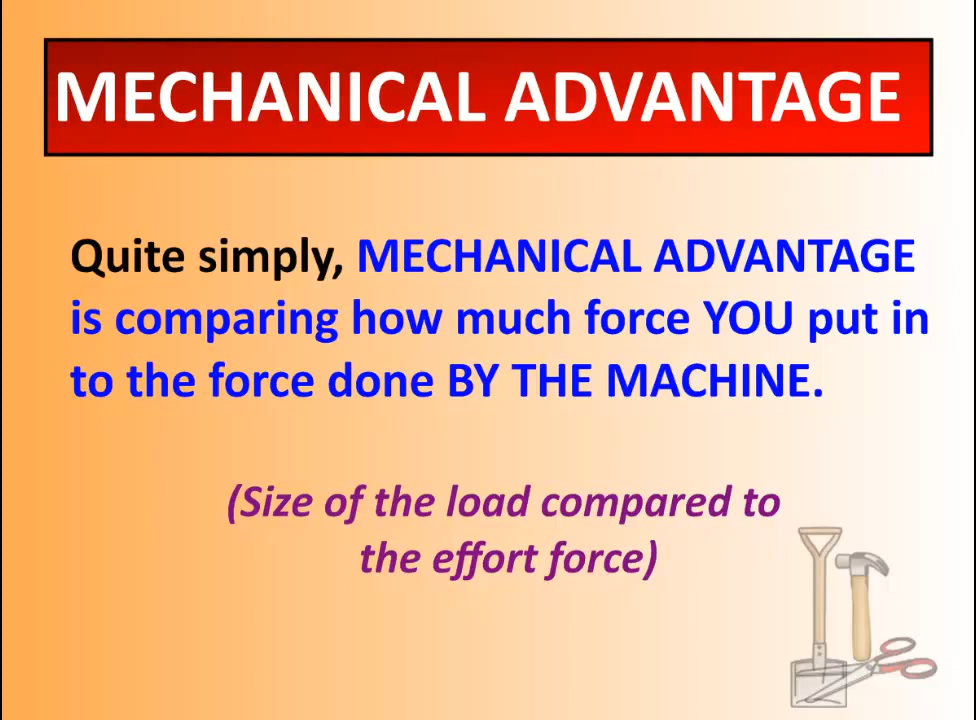 MECHANICAL ADVANTAGE
Quite simply, MECHANICAL ADVANTAGE
is comparing how much force YOU put in
to the force done BY THE MACHINE.
(Size of the load compared to
the effort force)